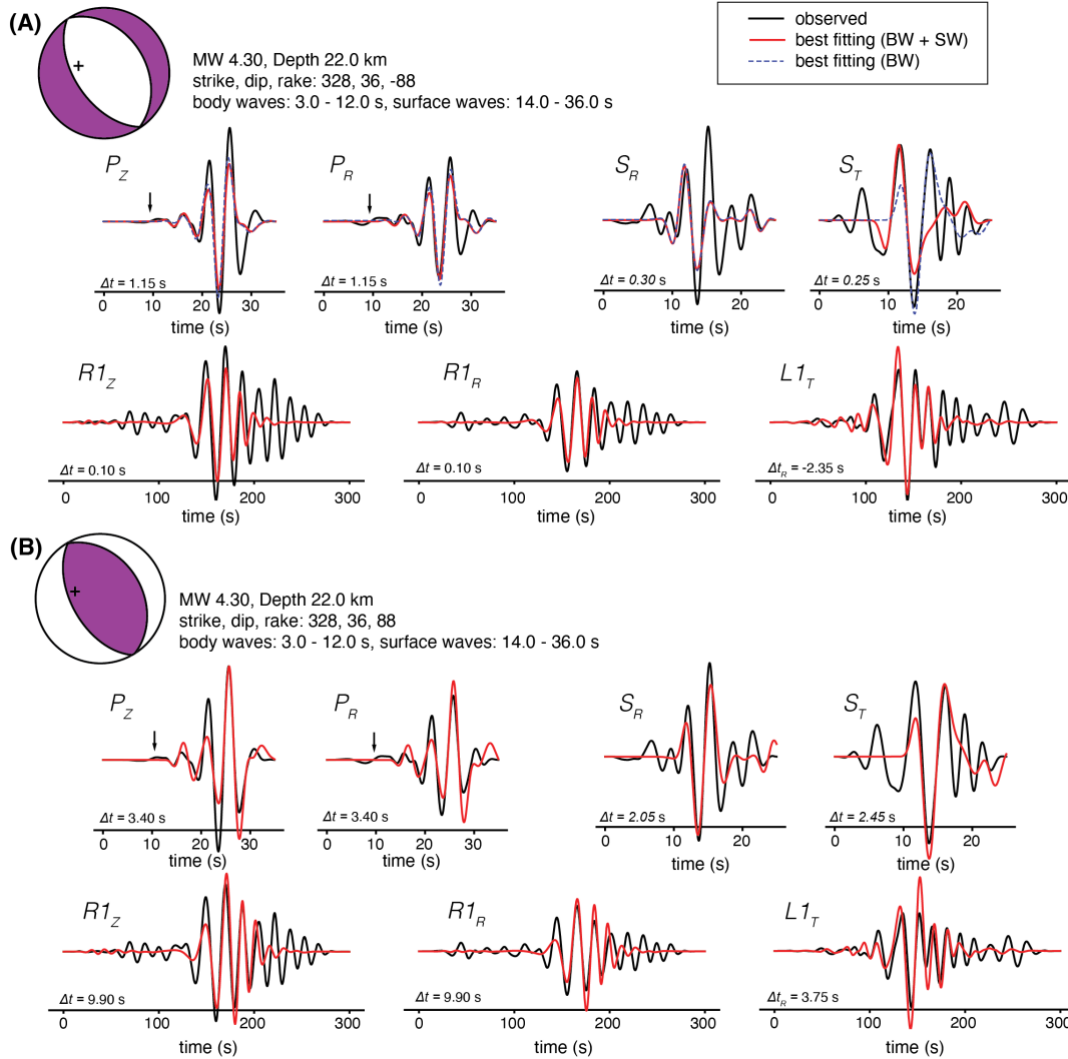 (A)
observed
best fitting (BW + SW)
best fitting (BW)
MW 4.30, Depth 22.0 km
strike, dip, rake: 328, 36, -88
body waves: 3.0 - 12.0 s, surface waves: 14.0 - 36.0 s
P_Z P_R S_R S_T
Δt = 1.15 s Δt = 1.15 s Δt = 0.30 s Δt = 0.25 s
0 10 20 30 0 10 20 30 0 10 20 0 10 20
time (s) time (s) time (s) time (s)
R1_Z R1_R L1_T
Δt = 0.10 s Δt = 0.10 s Δt_R = -2.35 s
0 100 200 300 0 100 200 300 0 100 200 300
time (s) time (s) time (s)
(B)
MW 4.30, Depth 22.0 km
strike, dip, rake: 328, 36, 88
body waves: 3.0 - 12.0 s, surface waves: 14.0 - 36.0 s
P_Z P_R S_R S_T
Δt = 3.40 s Δt = 3.40 s Δt = 2.05 s Δt = 2.45 s
0 10 20 30 0 10 20 30 0 10 20 0 10 20
time (s) time (s) time (s) time (s)
R1_Z R1_R L1_T
Δt = 9.90 s Δt = 9.90 s Δt_R = 3.75 s
0 100 200 300 0 100 200 300 0 100 200 300
time (s) time (s) time (s)